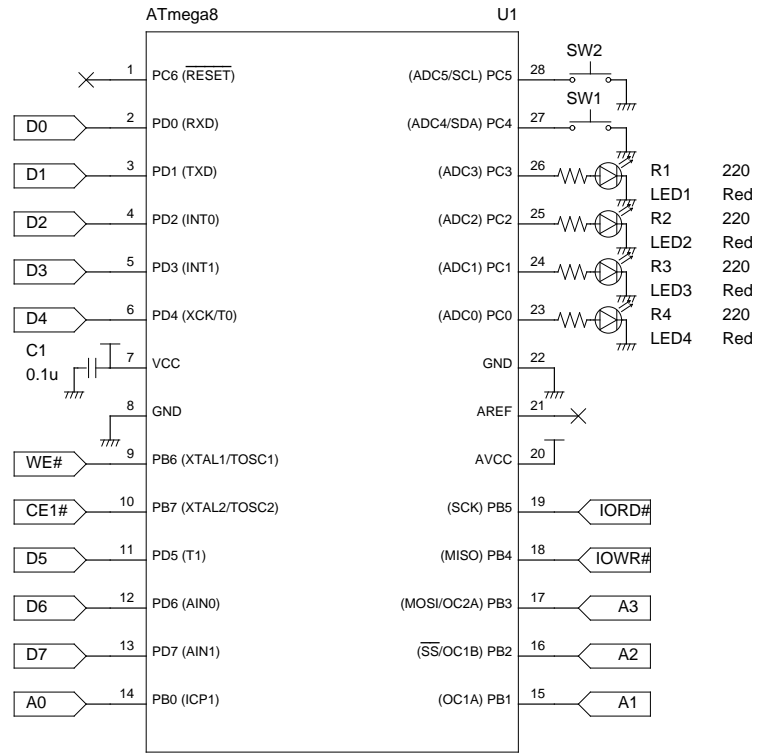 ATmega8 U1
SW2
1 PC6 (RESET) (ADC5/SCL) PC5 28
SW1
D0 2 PD0 (RXD) (ADC4/SDA) PC4 27
D1 3 PD1 (TXD) (ADC3) PC3 26 R1 220
LED1 Red
D2 4 PD2 (INT0) (ADC2) PC2 25 R2 220
LED2 Red
D3 5 PD3 (INT1) (ADC1) PC1 24 R3 220
LED3 Red
D4 6 PD4 (XCK/T0) (ADC0) PC0 23 R4 220
LED4 Red
C1
0.1u
7 VCC GND 22
8 GND AREF 21
WE# 9 PB6 (XTAL1/TOSC1) AVCC 20
CE1# 10 PB7 (XTAL2/TOSC2) (SCK) PB5 19 IORD#
D5 11 PD5 (T1) (MISO) PB4 18 IOWR#
D6 12 PD6 (AIN0) (MOSI/OC2A) PB3 17 A3
D7 13 PD7 (AIN1) (SS/OC1B) PB2 16 A2
A0 14 PB0 (ICP1) (OC1A) PB1 15 A1